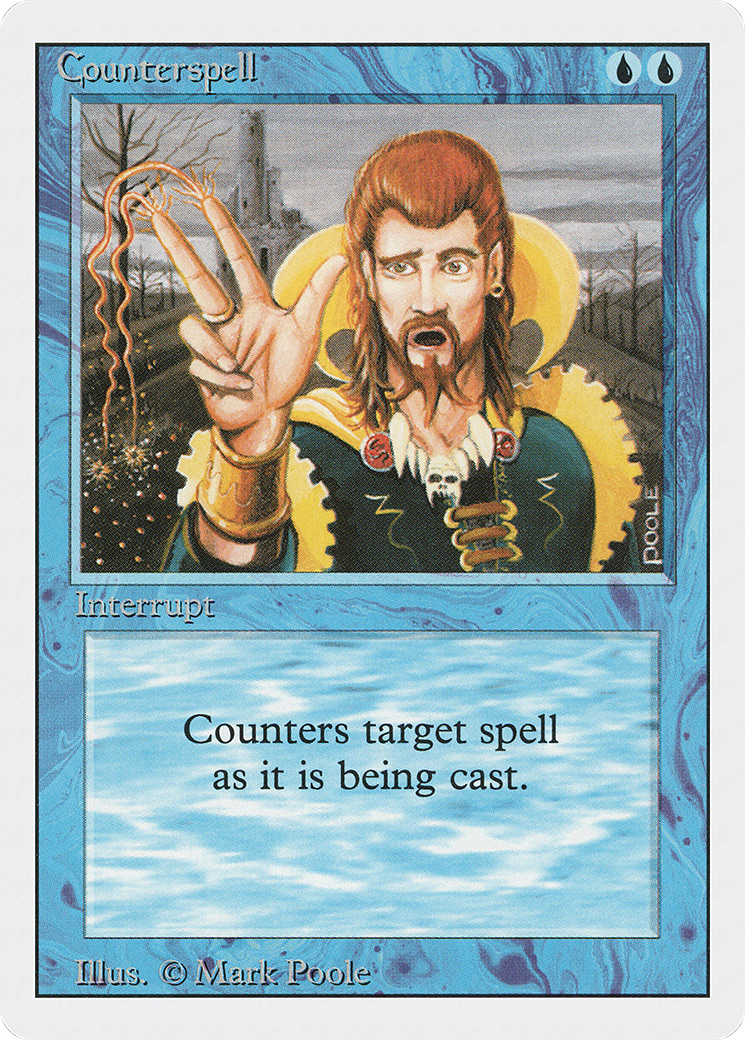 Counterspell
POOLE
Interrupt
Counters target spell
as it is being cast.
Illus. © Mark Poole